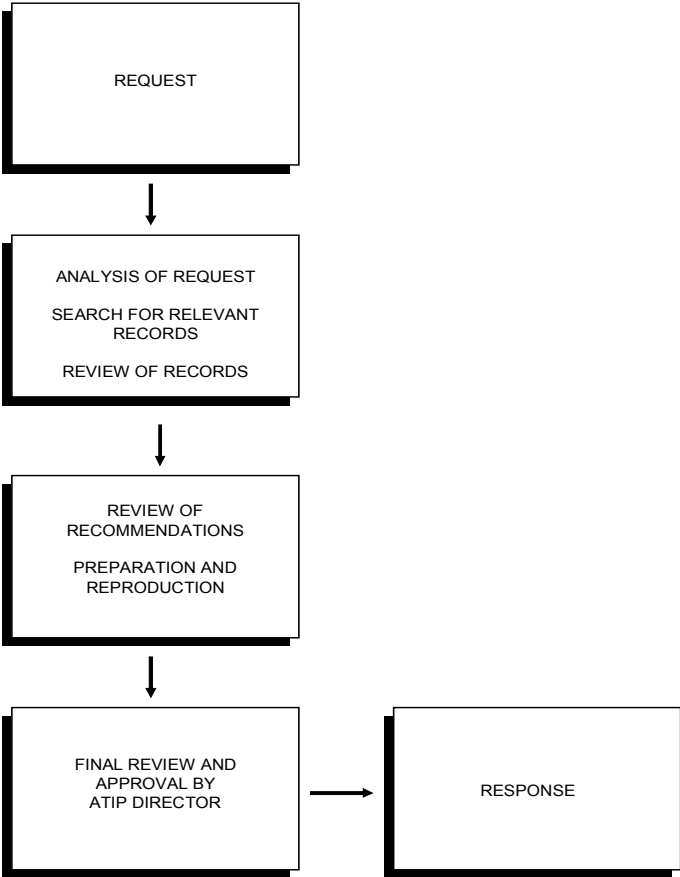 REQUEST
ANALYSIS OF REQUEST
SEARCH FOR RELEVANT
RECORDS
REVIEW OF RECORDS
REVIEW OF
RECOMMENDATIONS
PREPARATION AND
REPRODUCTION
FINAL REVIEW AND
APPROVAL BY
ATIP DIRECTOR
RESPONSE